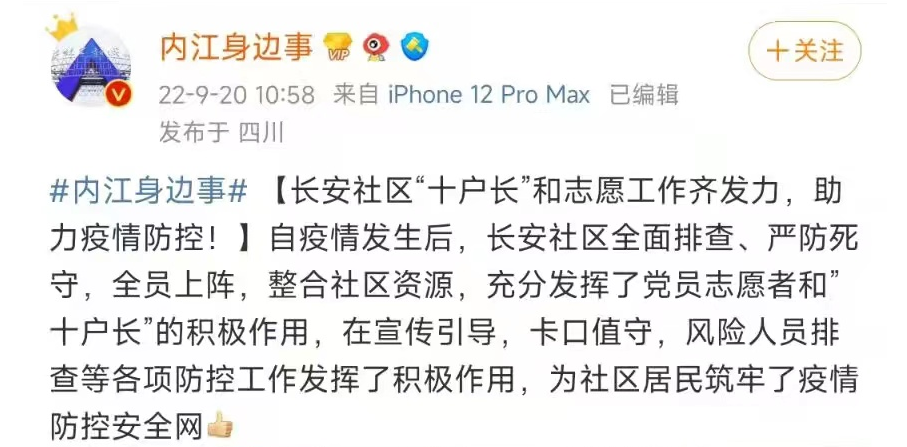 内江身边事 VIP
+关注
22-9-20 10:58 来自 iPhone 12 Pro Max 已编辑
发布于 四川
#内江身边事# 【长安社区“十户长”和志愿工作齐发力，助
力疫情防控！】自疫情发生后，长安社区全面排查、严防死
守，全员上阵，整合社区资源，充分发挥了党员志愿者和”
十户长”的积极作用，在宣传引导，卡口值守，风险人员排
查等各项防控工作发挥了积极作用，为社区居民筑牢了疫情
防控安全网👍